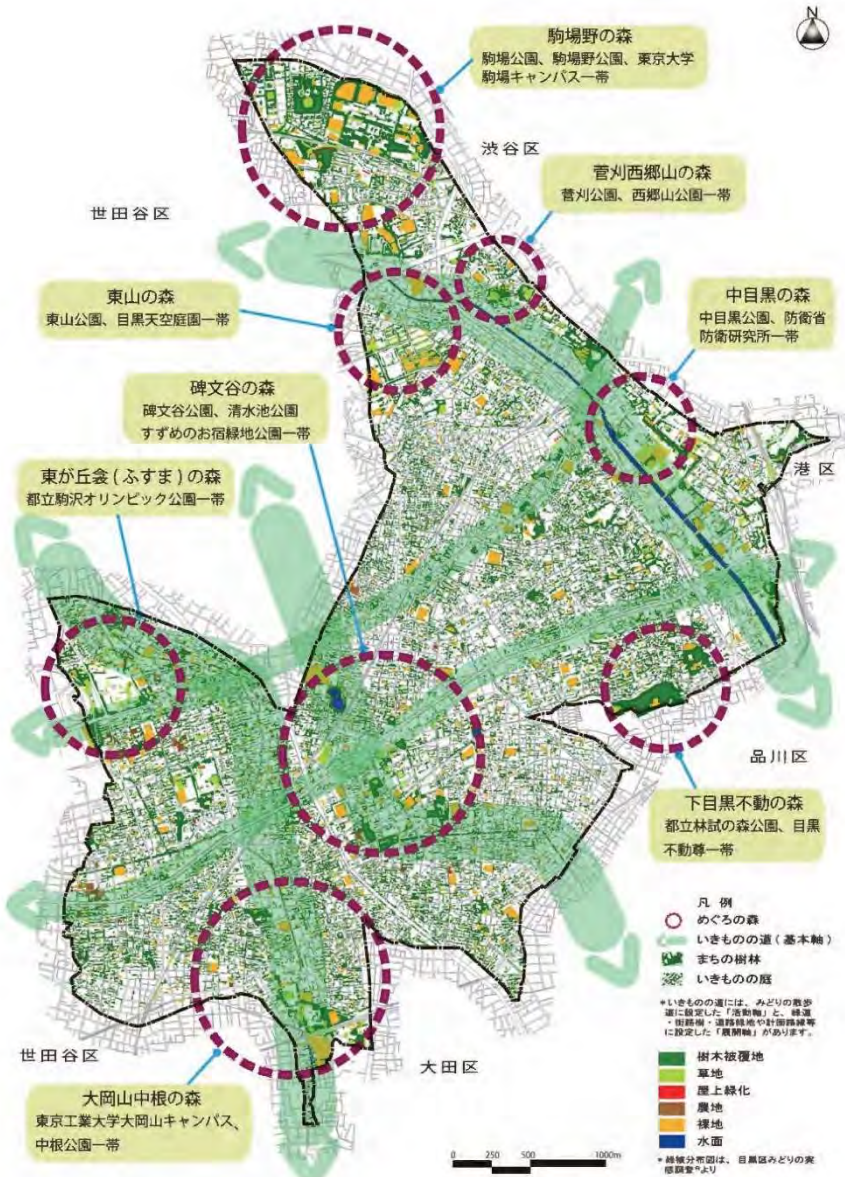 N
駒場野の森
駒場公園、駒場野公園、東京大学
駒場キャンパス一帯
渋谷区
菅刈西郷山の森
菅刈公園、西郷山公園一帯
世田谷区
東山の森
東山公園、目黒天空庭園一帯
中目黒の森
中目黒公園、防衛省
防衛研究所一帯
碑文谷の森
碑文谷公園、清水池公園
すずめのお宿緑地公園一帯
港区
東が丘衾(ふすま)の森
都立駒沢オリンピック公園一帯
品川区
下目黒不動の森
都立林試の森公園、目黒
不動尊一帯
凡例
めぐろの森
いきものの道(基本軸)
まちの樹林
いきものの庭
*いきものの道には、みどりの散歩
道に設定した「活動軸」と、緑道
・街路樹・道路緑地や計画路線等
に設定した「展開軸」があります。
世田谷区
大田区
大岡山中根の森
東京工業大学大岡山キャンパス、
中根公園一帯
樹木被覆地
草地
屋上緑化
農地
裸地
水面
0 250 500 1000m
*緑被分布図は、目黒区みどりの実
態調査よりり